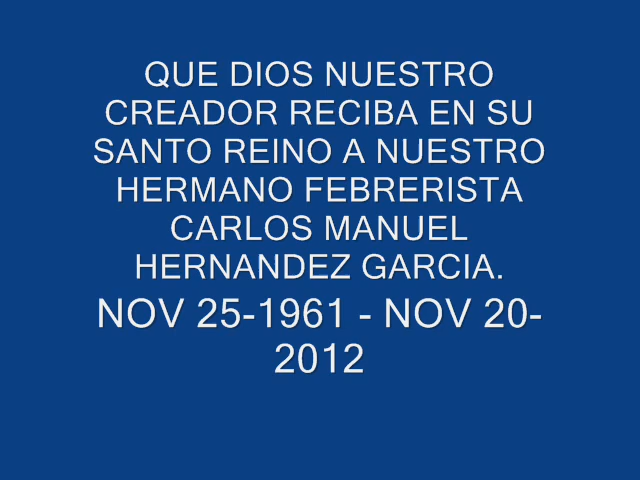 QUE DIOS NUESTRO
CREADOR RECIBA EN SU
SANTO REINO A NUESTRO
HERMANO FEBRERISTA
CARLOS MANUEL
HERNANDEZ GARCIA.
NOV 25-1961 - NOV 20-
2012